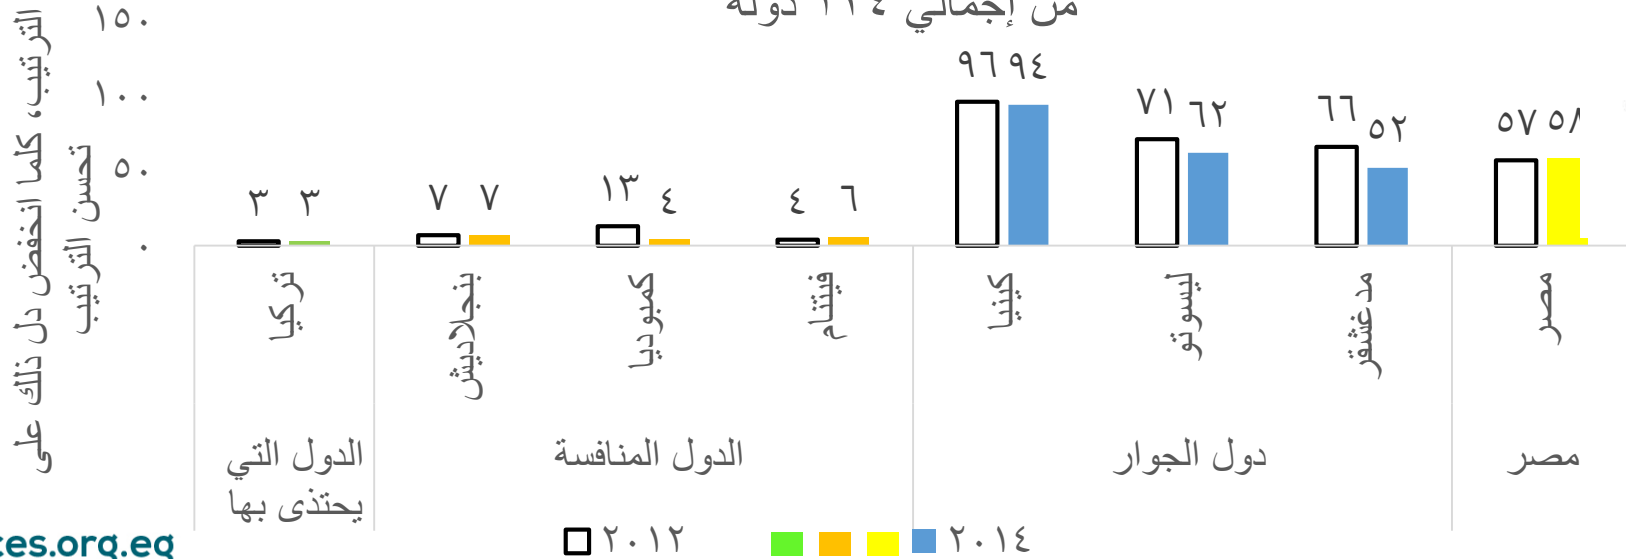 من إجمالي ١٣٤ دولة
الترتيب، كلما انخفض دل ذلك على
تحسن الترتيب
١٥٠
١٠٠
٥٠
٠
٣ ٣
٧ ٧
١٣ ٤
٤ ٦
٩٦ ٩٤
٧١ ٦٢
٦٦ ٥٢
٥٧ ٥٨
تركيا
بنجلاديش
كمبوديا
فيتنام
كينيا
ليسوتو
مدغشقر
مصر
الدول التي
يحتذى بها
الدول المنافسة
دول الجوار
مصر
٢٠١٢
٢٠١٤
ces.org.eg